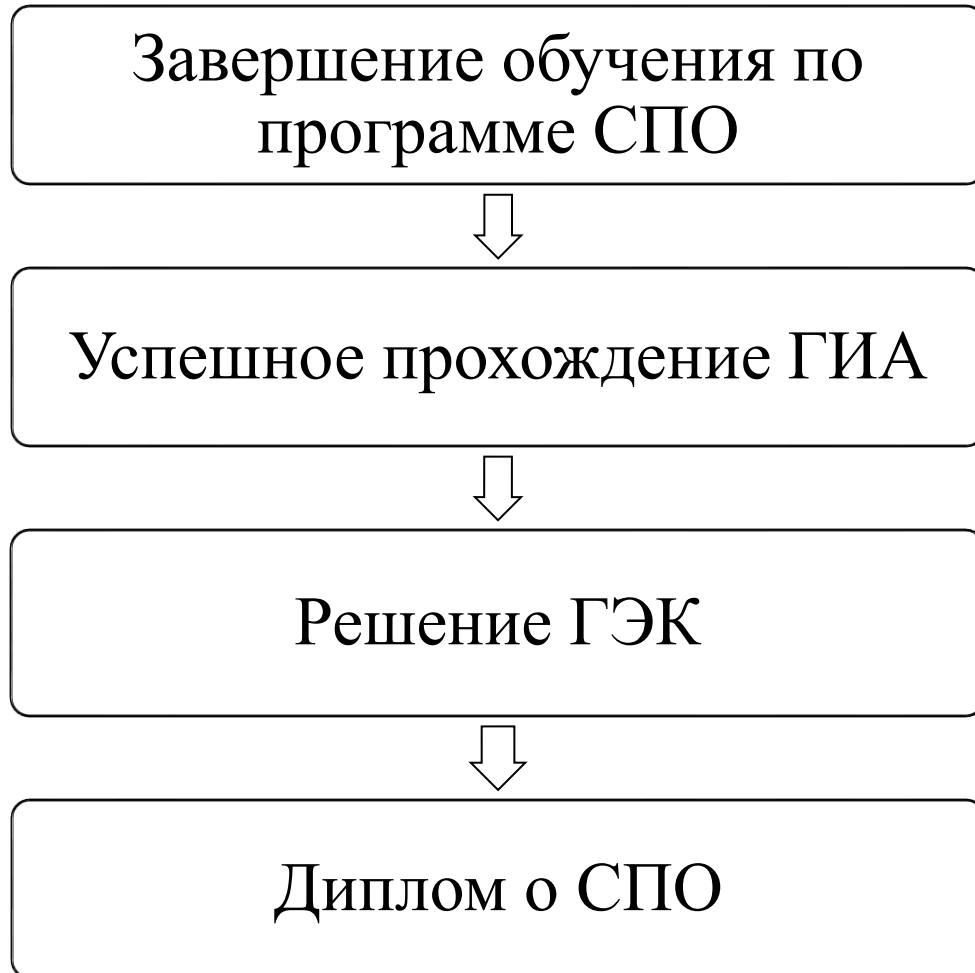 Завершение обучения по
программе СПО
Успешное прохождение ГИА
Решение ГЭК
Диплом о СПО